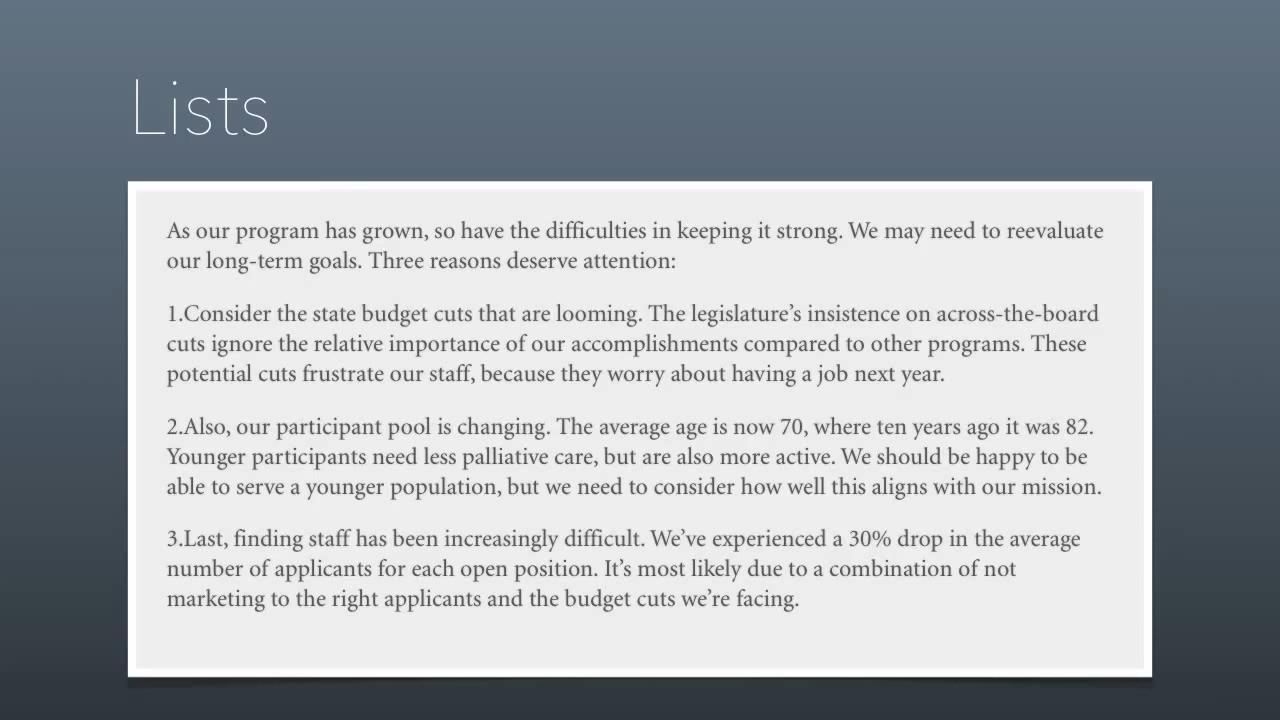 Lists
As our program has grown, so have the difficulties in keeping it strong. We may need to reevaluate
our long-term goals. Three reasons deserve attention:
1.Consider the state budget cuts that are looming. The legislature’s insistence on across-the-board
cuts ignore the relative importance of our accomplishments compared to other programs. These
potential cuts frustrate our staff, because they worry about having a job next year.
2.Also, our participant pool is changing. The average age is now 70, where ten years ago it was 82.
Younger participants need less palliative care, but are also more active. We should be happy to be
able to serve a younger population, but we need to consider how well this aligns with our mission.
3.Last, finding staff has been increasingly difficult. We’ve experienced a 30% drop in the average
number of applicants for each open position. It’s most likely due to a combination of not
marketing to the right applicants and the budget cuts we’re facing.